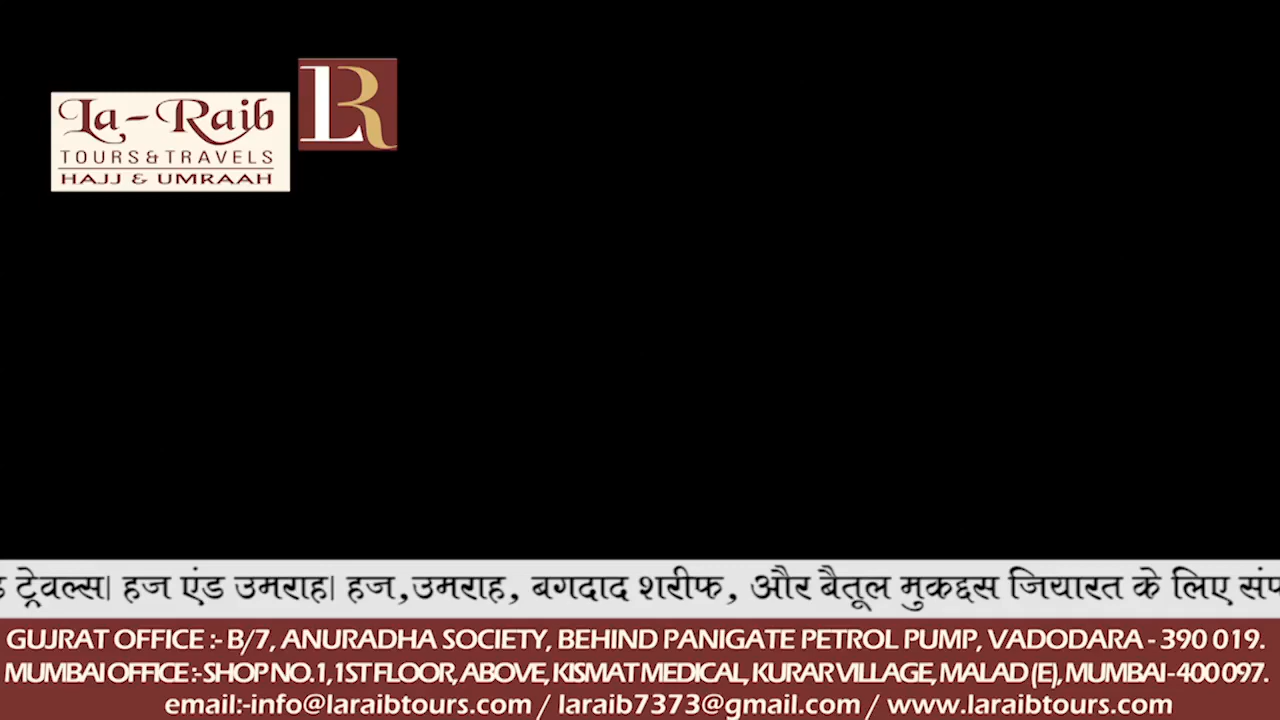 La-Raib
TOURS & TRAVELS
HAJJ & UMRAAH
LR
ट्रेवल्स| हज एंड उमराह| हज,उमराह, बगदाद शरीफ, और बैतूल मुकद्दस जियारत के लिए
GUJRAT OFFICE :- B/7, ANURADHA SOCIETY, BEHIND PANIGATE PETROL PUMP, VADODARA - 390 019.
MUMBAI OFFICE :- SHOP NO. 1, 1ST FLOOR, ABOVE, KISMAT MEDICAL, KURAR VILLAGE, MALAD (E), MUMBAI - 400 097.
email:-info@laraibtours.com / laraib7373@gmail.com / www.laraibtours.com